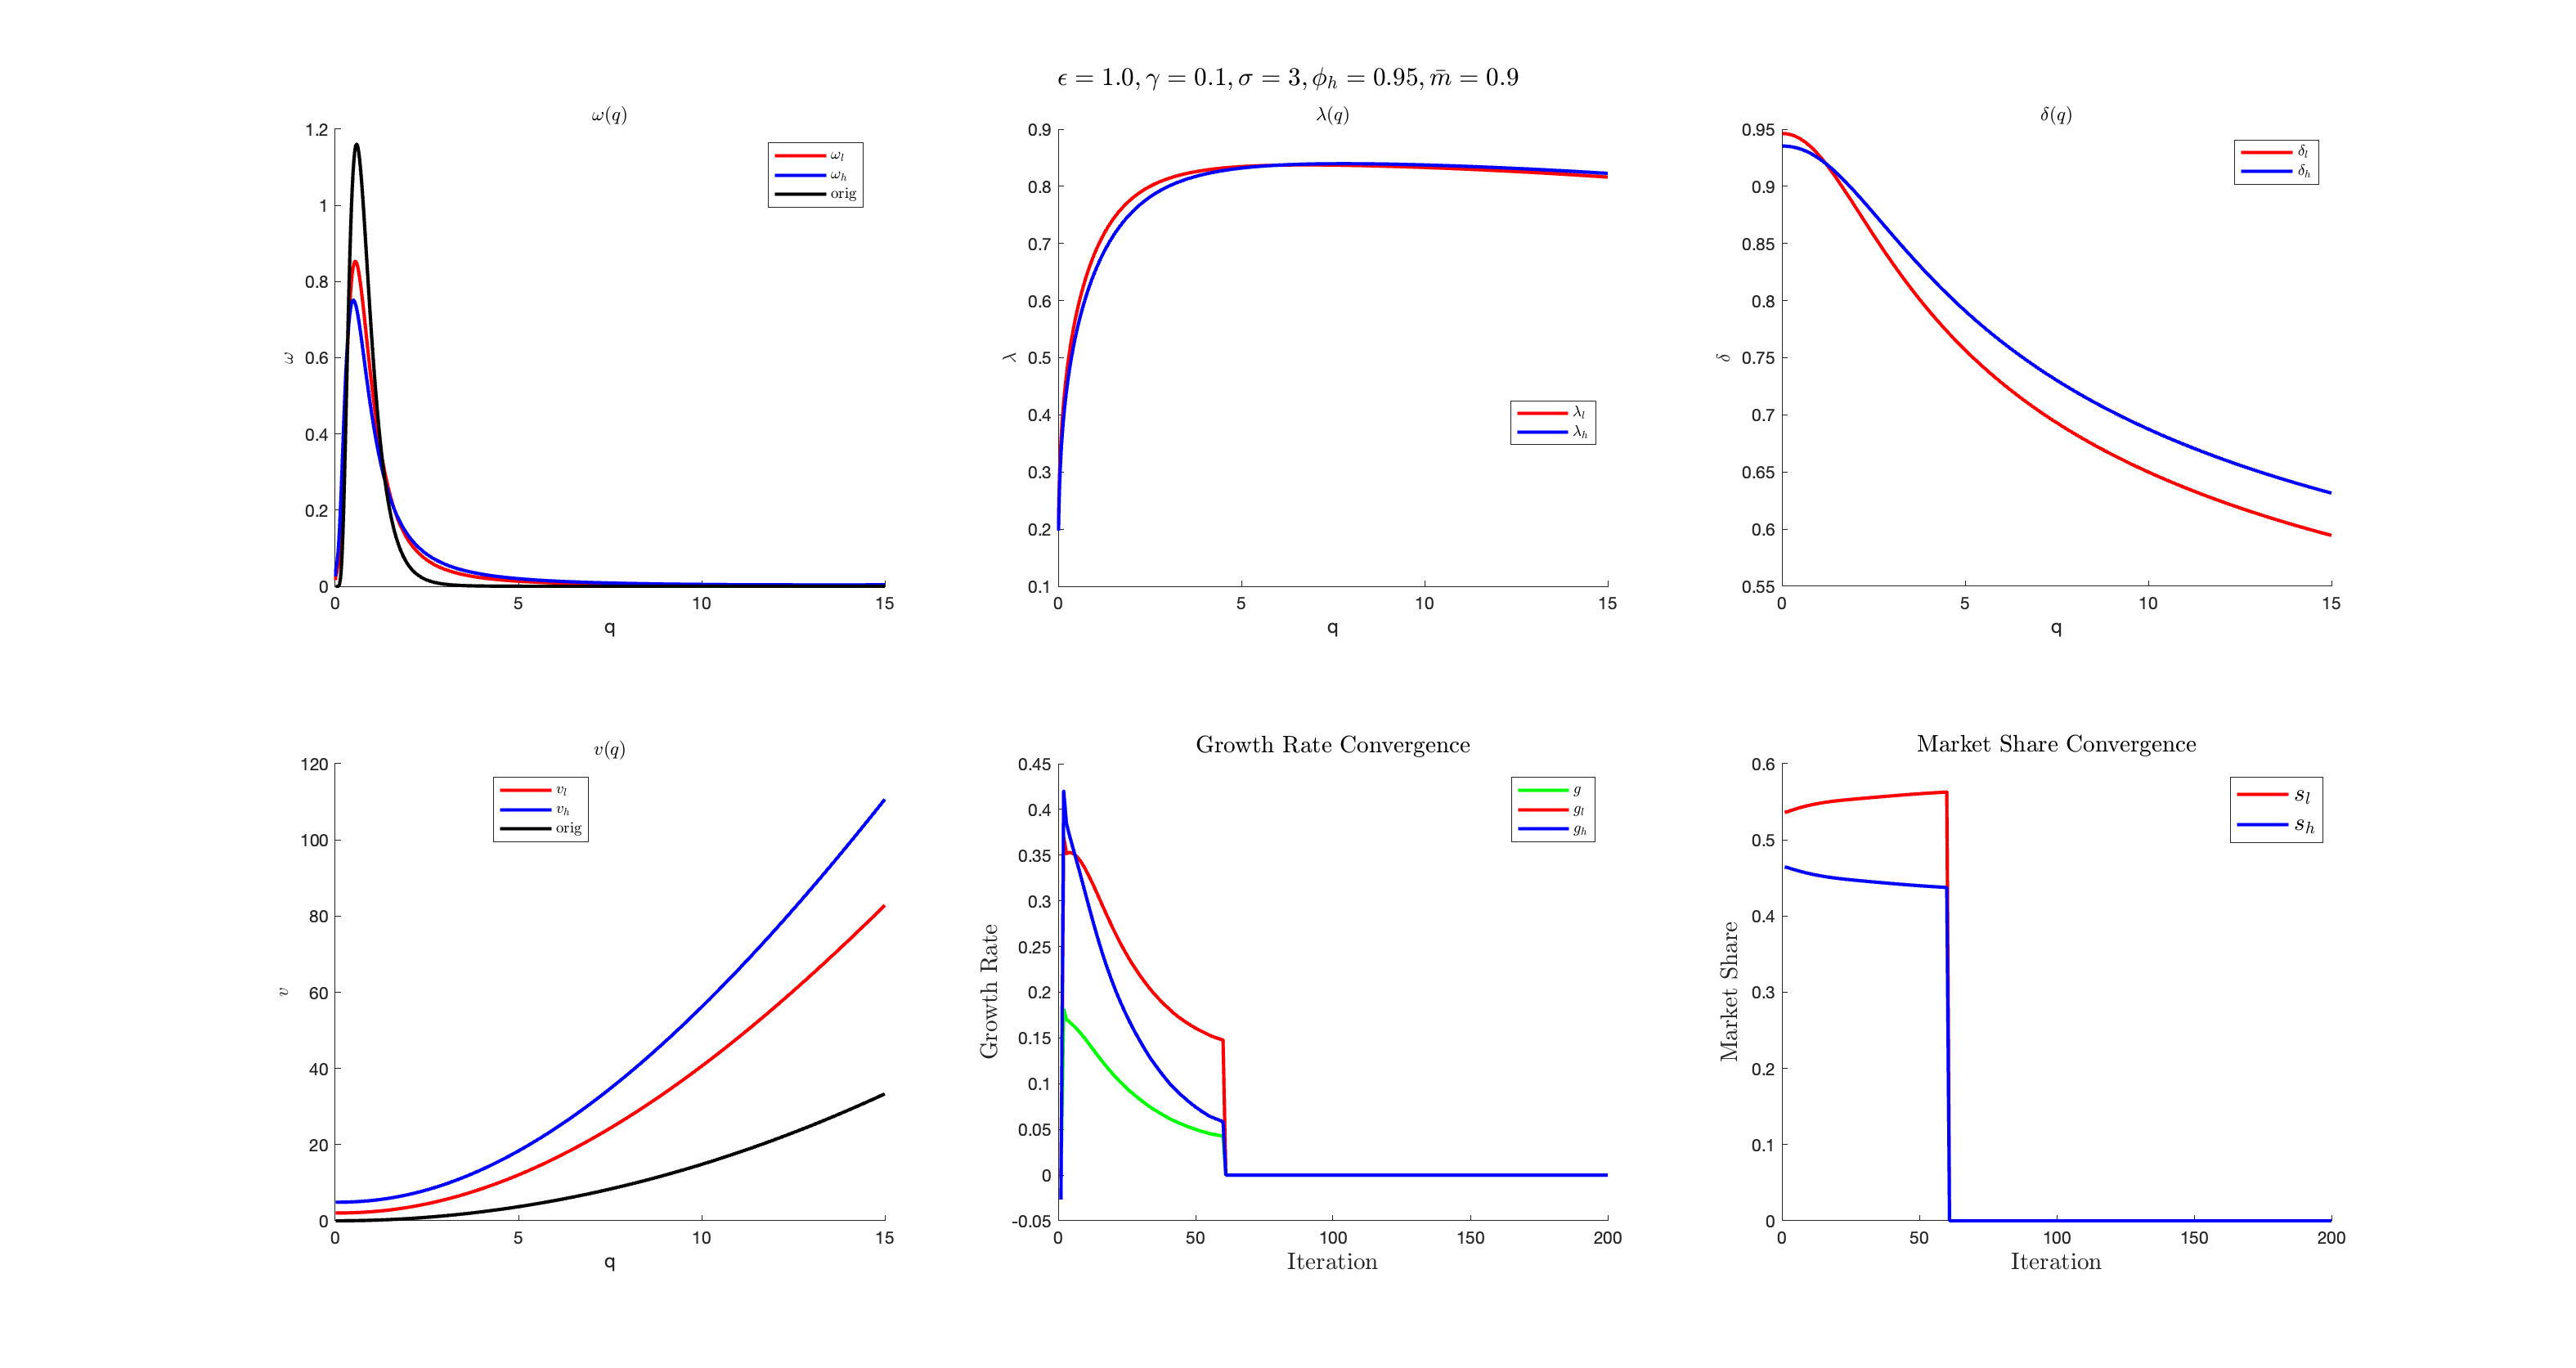 ϵ = 1.0, γ = 0.1, σ = 3, ϕ_h = 0.95, m̄ = 0.9
ω(q)
1.2
1
0.8
0.6
0.4
0.2
0
ω
0
5
10
15
q
ω_l
ω_h
orig
λ(q)
0.9
0.8
0.7
0.6
0.5
0.4
0.3
0.2
0.1
λ
0
5
10
15
q
λ_l
λ_h
δ(q)
0.95
0.9
0.85
0.8
0.75
0.7
0.65
0.6
0.55
δ
0
5
10
15
q
δ_l
δ_h
v(q)
120
100
80
60
40
20
0
v
0
5
10
15
q
v_l
v_h
orig
Growth Rate Convergence
0.45
0.4
0.35
0.3
0.25
0.2
0.15
0.1
0.05
0
-0.05
Growth Rate
0
50
100
150
200
Iteration
g
g_l
g_h
Market Share Convergence
0.6
0.5
0.4
0.3
0.2
0.1
0
Market Share
0
50
100
150
200
Iteration
s_l
s_h